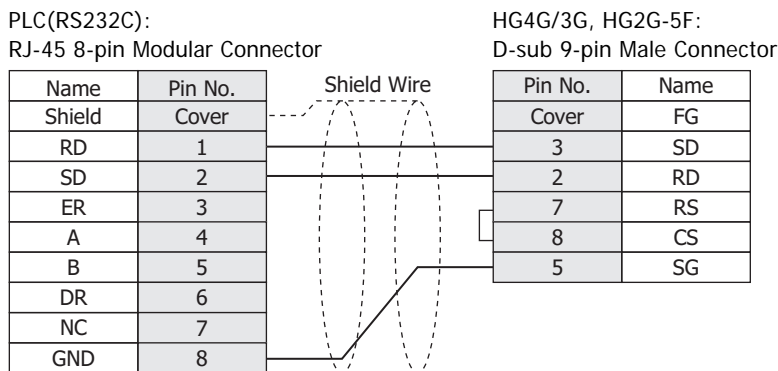 PLC(RS232C):
RJ-45 8-pin Modular Connector
HG4G/3G, HG2G-5F:
D-sub 9-pin Male Connector
Name Pin No.
Shield Cover
RD 1
SD 2
ER 3
A 4
B 5
DR 6
NC 7
GND 8
Shield Wire
Pin No. Name
Cover FG
3 SD
2 RD
7 RS
8 CS
5 SG